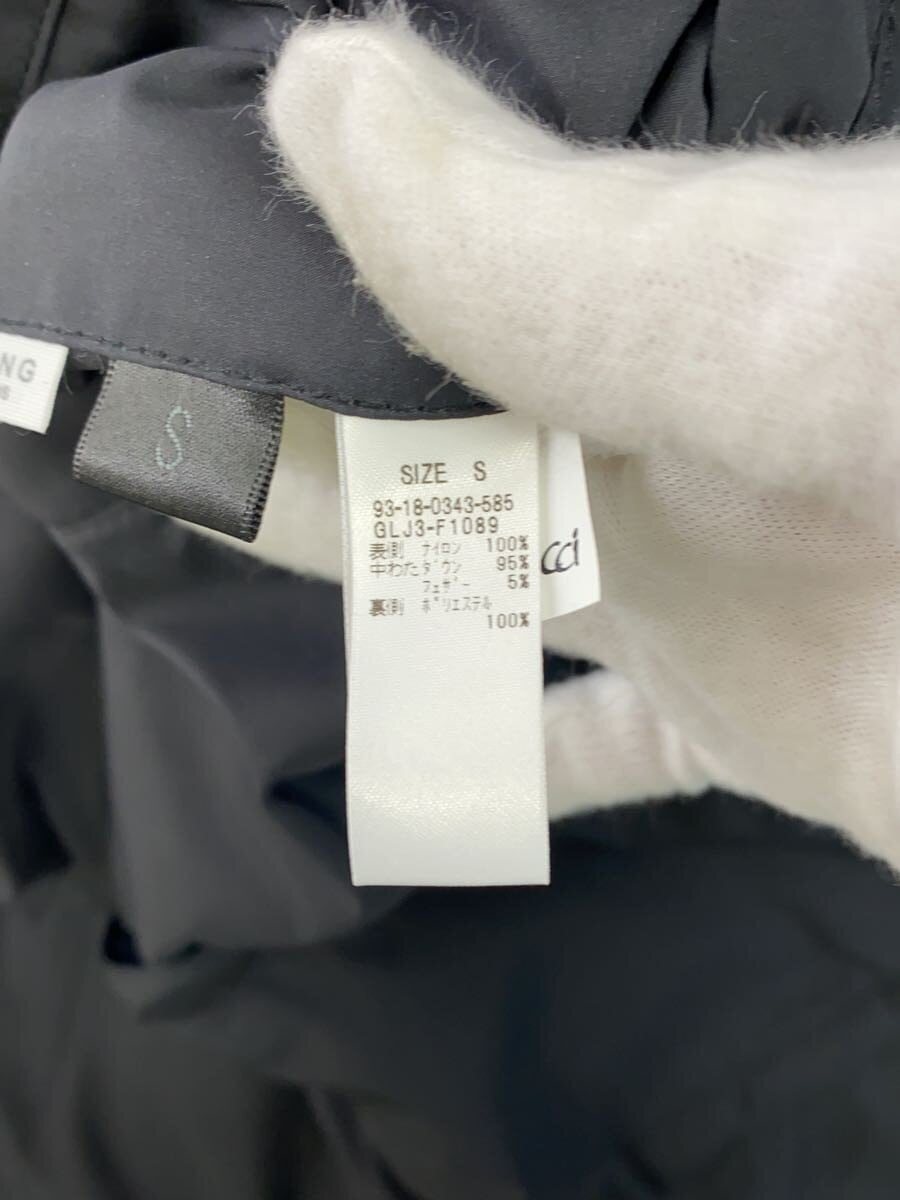 NG
S
SIZE S
93-18-0343-585
GLJ3-F1089
表側 ナイロン 100%
中わた ダウン 95%
フェザー 5%
裏側 ポリエステル
100%
cci